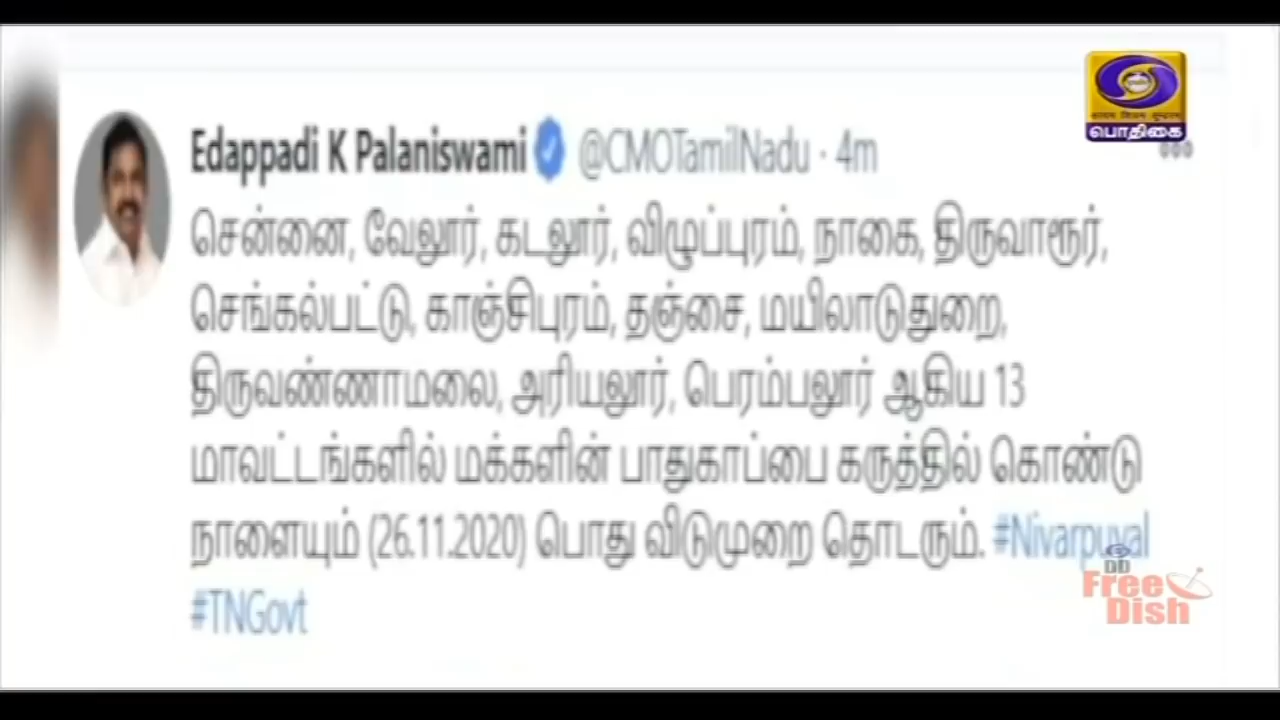 பொதிகை
Edappadi K Palaniswami @CMOTamilNadu · 4m
சென்னை, வேலூர், கடலூர், விழுப்புரம், நாகை, திருவாரூர்,
செங்கல்பட்டு, காஞ்சிபுரம், தஞ்சை, மயிலாடுதுறை,
திருவண்ணாமலை, அரியலூர், பெரம்பலூர் ஆகிய 13
மாவட்டங்களில் மக்களின் பாதுகாப்பை கருத்தில் கொண்டு
நாளையும் (26.11.2020) பொது விடுமுறை தொடரும். #Nivarpuyal
#TNGovt
DD
Free
Dish